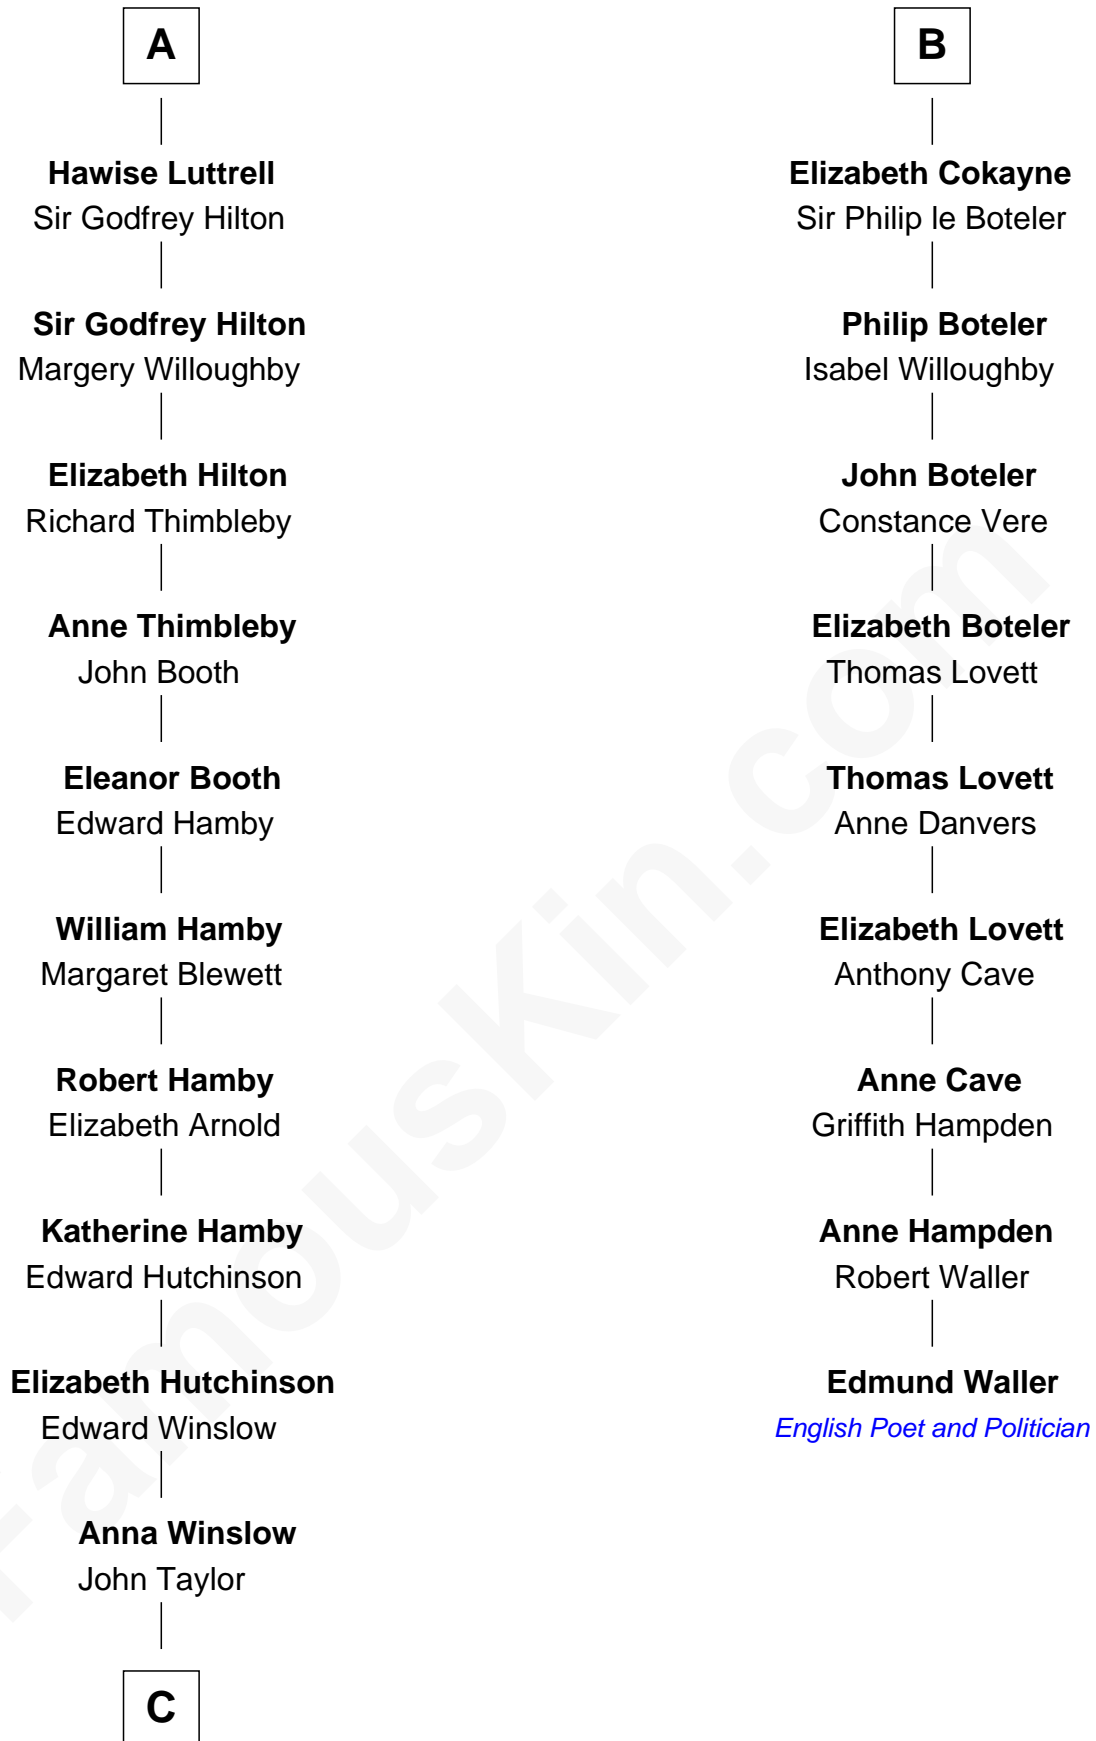 A
Hawise Luttrell
Sir Godfrey Hilton
Sir Godfrey Hilton
Margery Willoughby
Elizabeth Hilton
Richard Thimbleby
Anne Thimbleby
John Booth
Eleanor Booth
Edward Hamby
William Hamby
Margaret Blewett
Robert Hamby
Elizabeth Arnold
Katherine Hamby
Edward Hutchinson
Elizabeth Hutchinson
Edward Winslow
Anna Winslow
John Taylor
C
B
Elizabeth Cokayne
Sir Philip le Boteler
Philip Boteler
Isabel Willoughby
John Boteler
Constance Vere
Elizabeth Boteler
Thomas Lovett
Thomas Lovett
Anne Danvers
Elizabeth Lovett
Anthony Cave
Anne Cave
Griffith Hampden
Anne Hampden
Robert Waller
Edmund Waller
English Poet and Politician
FamousKin.com